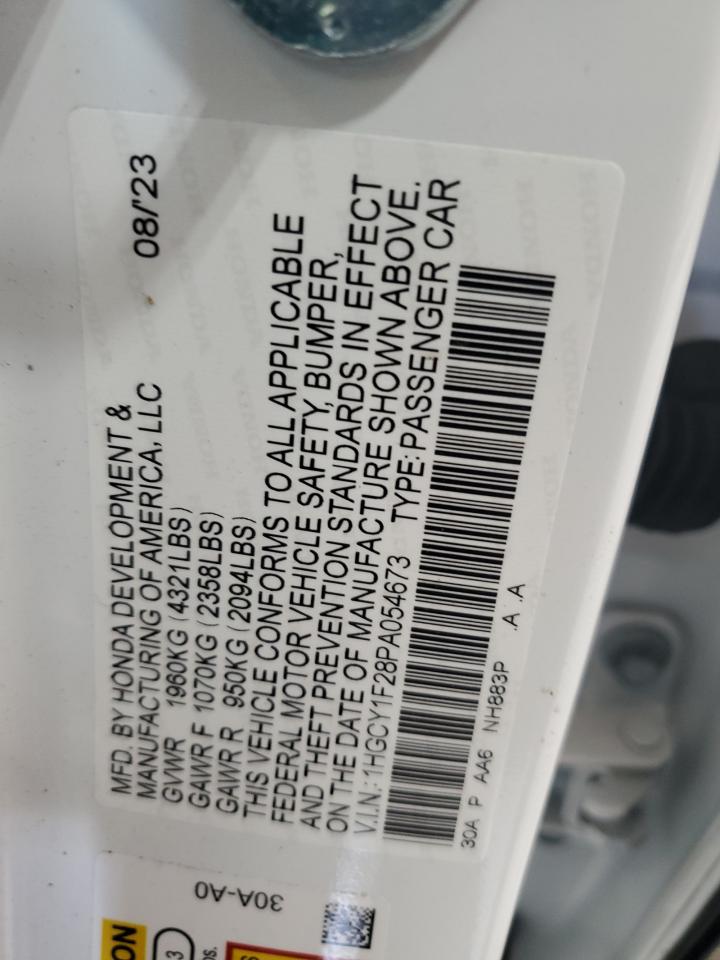 MFD. BY HONDA DEVELOPMENT & 08/'23
MANUFACTURING OF AMERICA, LLC
GVWR 1960KG (4321LBS)
GAWR F 1070KG (2358LBS)
GAWR R 950KG (2094LBS)
THIS VEHICLE CONFORMS TO ALL APPLICABLE
FEDERAL MOTOR VEHICLE SAFETY, BUMPER,
AND THEFT PREVENTION STANDARDS IN EFFECT
ON THE DATE OF MANUFACTURE SHOWN ABOVE.
V.I.N.: 1HGCY1F28PA054673 TYPE: PASSENGER CAR
30A P AA6 NH883P .A .A
30A-A0